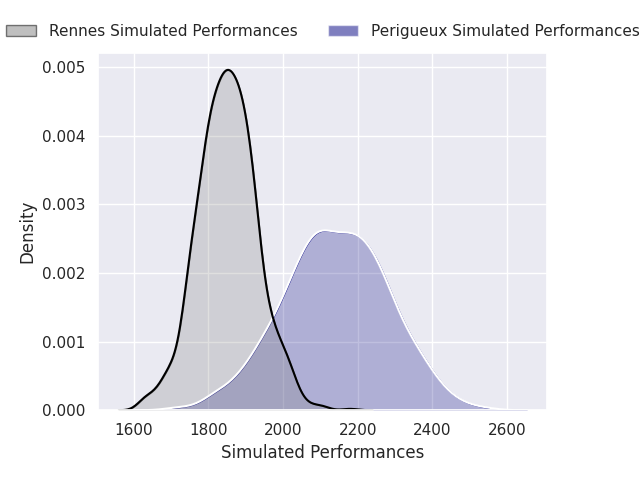 Rennes Simulated Performances Perigueux Simulated Performances
0.005
0.004
0.003
0.002
0.001
0.000
Density
1600 1800 2000 2200 2400 2600
Simulated Performances